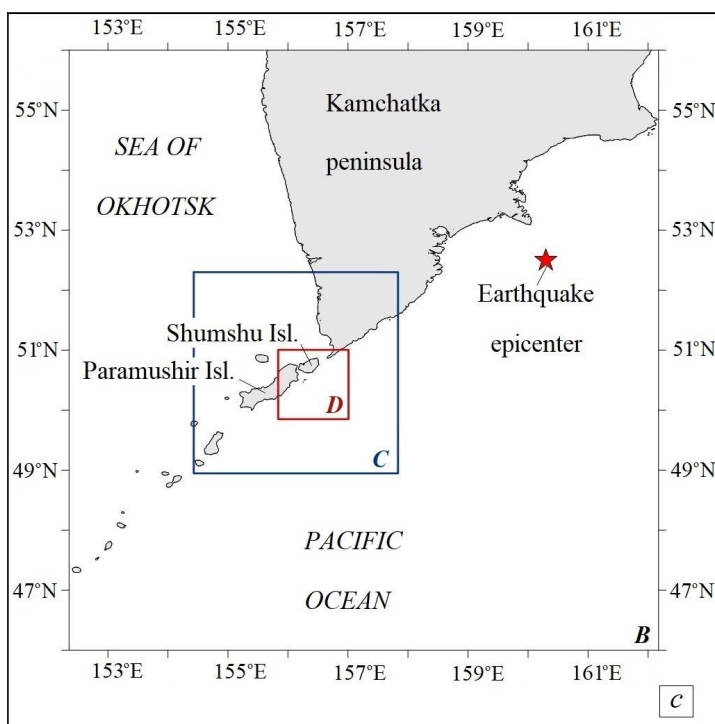 153°E 155°E 157°E 159°E 161°E
55°N 55°N
Kamchatka
peninsula
SEA OF
OKHOTSK
53°N 53°N
Earthquake
epicenter
Shumshu Isl.
51°N 51°N
Paramushir Isl.
D
C
49°N 49°N
PACIFIC
OCEAN
47°N 47°N
B
153°E 155°E 157°E 159°E 161°E
c